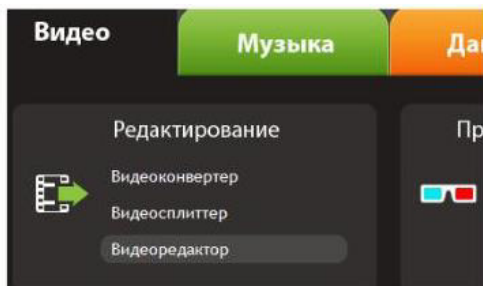 Видео Музыка
Редактирование
Видеоконвертер
Видеосплиттер
Видеоредактор